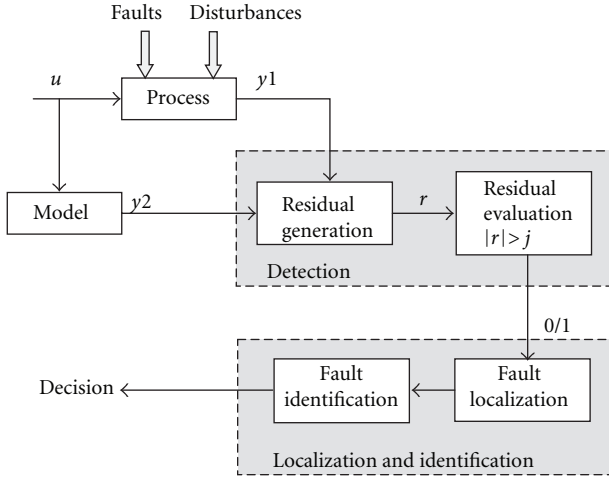 Faults
Disturbances
u
Process
y1
Model
y2
Residual
generation
r
Residual
evaluation
|r| > j
Detection
0/1
Decision
Fault
identification
Fault
localization
Localization and identification